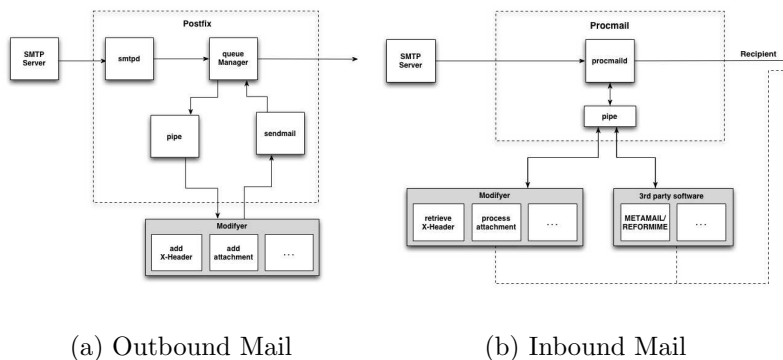 Postfix
SMTP
Server
smtpd
queue
Manager
pipe
sendmail
Modifyer
add
X-Header
add
attachment
...
(a) Outbound Mail
Procmail
SMTP
Server
procmaild
Recipient
pipe
Modifyer
retrieve
X-Header
process
attachment
...
3rd party software
METAMAIL/
REFORMIME
...
(b) Inbound Mail